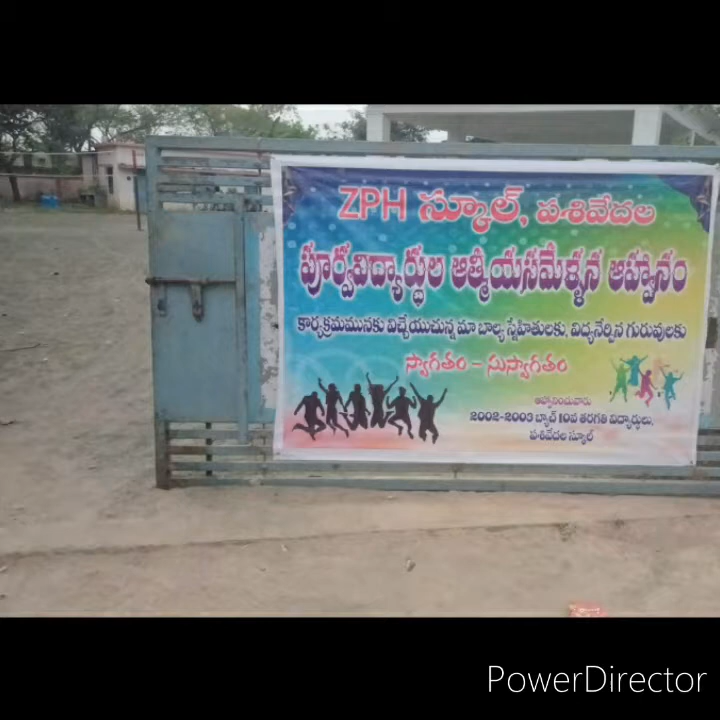 ZPH స్కూల్, పశివేదల
పూర్వవిద్యార్థుల ఆత్మీయసమ్మేళ్ళన ఆహ్వానం
కార్యక్రమమునకు విచ్చేయుచున్న మా బాల్య స్నేహితులకు, విద్యనేర్పిన గురువులకు
స్వాగతం - సుస్వాగతం
ఆహ్వానించువారు
2002-2003 బ్యాచ్ 10వ తరగతి విద్యార్థులు,
పశివేదల స్కూల్
PowerDirector